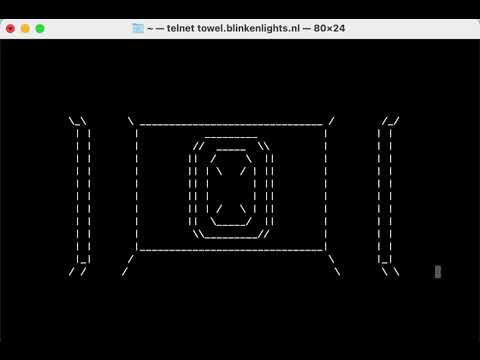 ~ — telnet towel.blinkenlights.nl — 80×24